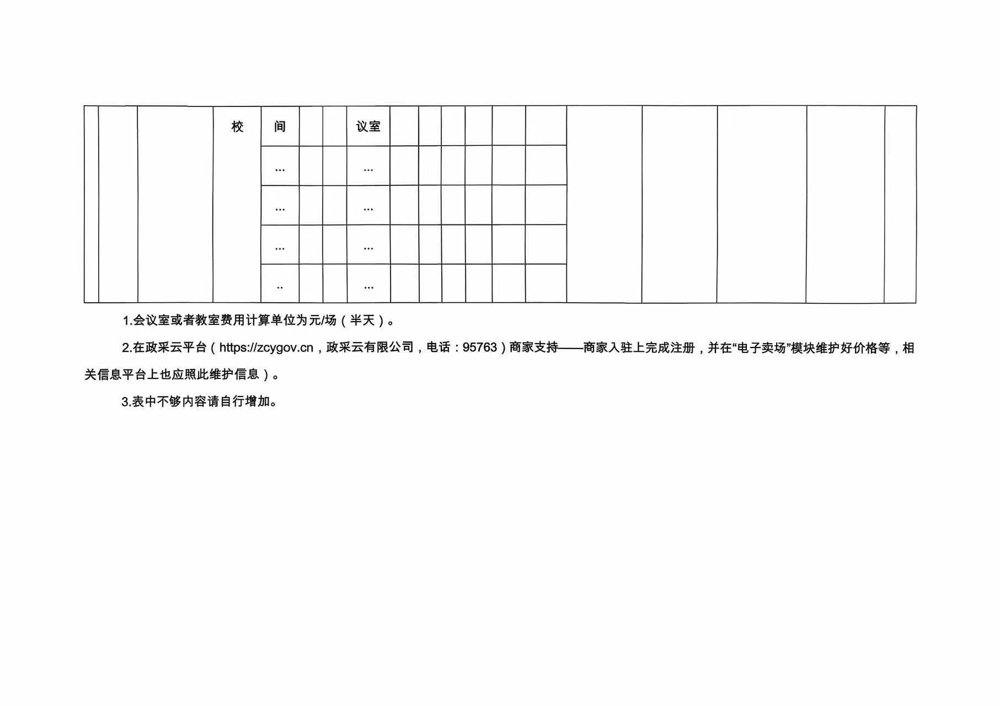 校 间 议室
… …
… …
… …
.. …
1.会议室或者教室费用计算单位为元/场（半天）。
2.在政采云平台（https://zcygov.cn，政采云有限公司，电话：95763）商家支持——商家入驻上完成注册，并在“电子卖场”模块维护好价格等，相
关信息平台上也应照此维护信息）。
3.表中不够内容请自行增加。